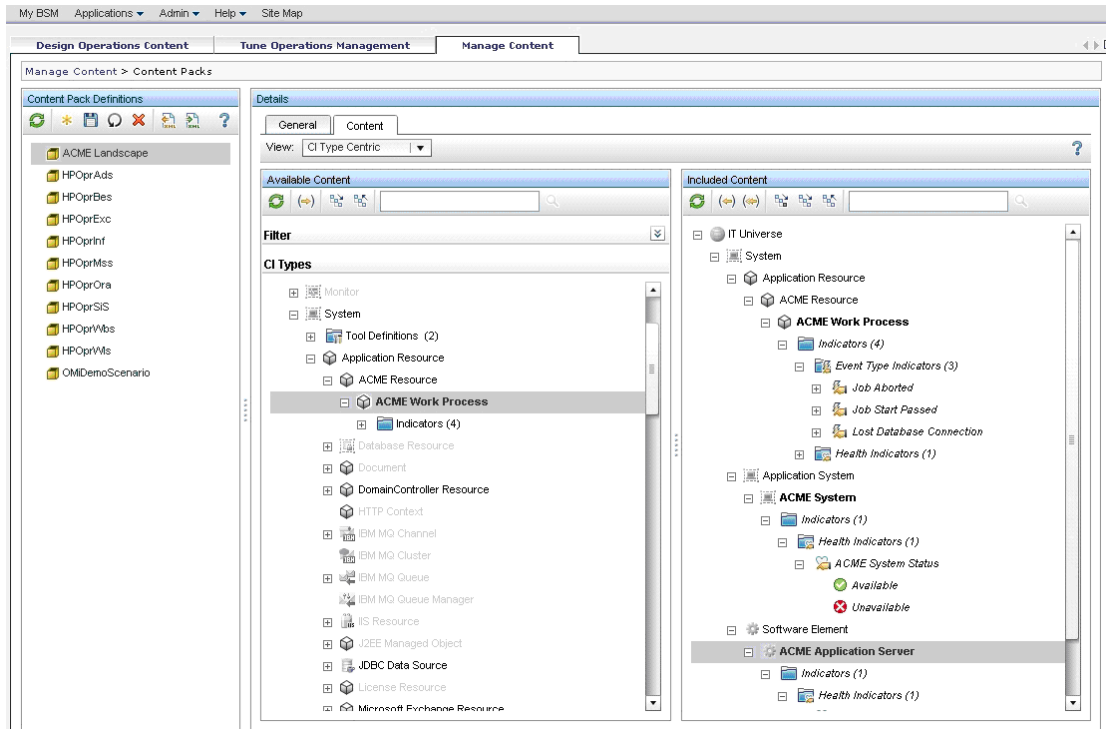 My BSM Applications Admin Help Site Map
Design Operations Content Tune Operations Management Manage Content
Manage Content > Content Packs
Content Pack Definitions
XML XML ?
ACME Landscape
HPOprAds
HPOprBes
HPOprExc
HPOprInf
HPOprMss
HPOprOra
HPOprSiS
HPOprWbs
HPOprWls
OMiDemoScenario
Details
General Content
View: CI Type Centric ?
Available Content
Filter
CI Types
Monitor
System
Tool Definitions (2)
Application Resource
ACME Resource
ACME Work Process
Indicators (4)
Database Resource
Document
DomainController Resource
HTTP Context
IBM MQ Channel
IBM MQ Cluster
IBM MQ Queue
IBM MQ Queue Manager
IIS Resource
J2EE Managed Object
JDBC Data Source
License Resource
Microsoft Exchange Resource
Included Content
IT Universe
System
Application Resource
ACME Resource
ACME Work Process
Indicators (4)
Event Type Indicators (3)
Job Aborted
Job Start Passed
Lost Database Connection
Health Indicators (1)
Application System
ACME System
Indicators (1)
Health Indicators (1)
ACME System Status
Available
Unavailable
Software Element
ACME Application Server
Indicators (1)
Health Indicators (1)